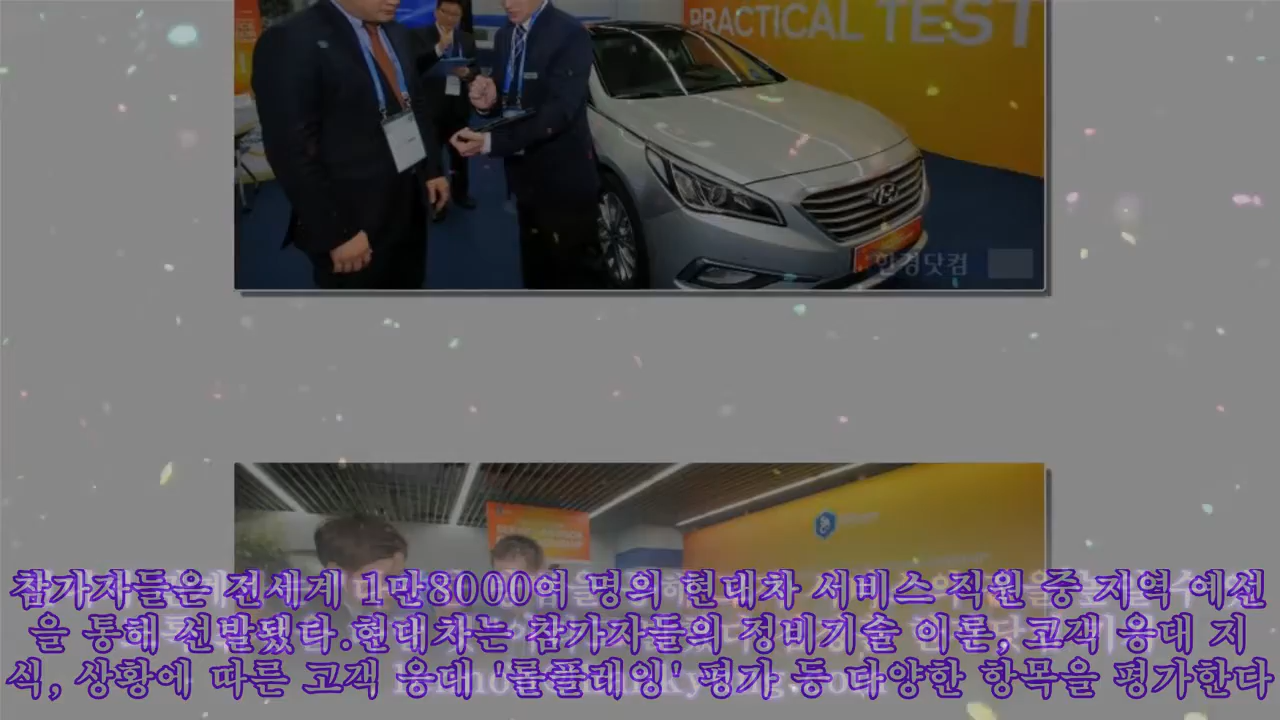 PRACTICAL TEST
한경닷컴
참가자들은 전세계 1만8000여 명의 현대차 서비스 직원 중 지역 예선
을 통해 선발됐다.현대차는 참가자들의 정비기술 이론, 고객 응대 지
식, 상황에 따른 고객 응대 '롤플레잉' 평가 등 다양한 항목을 평가한다